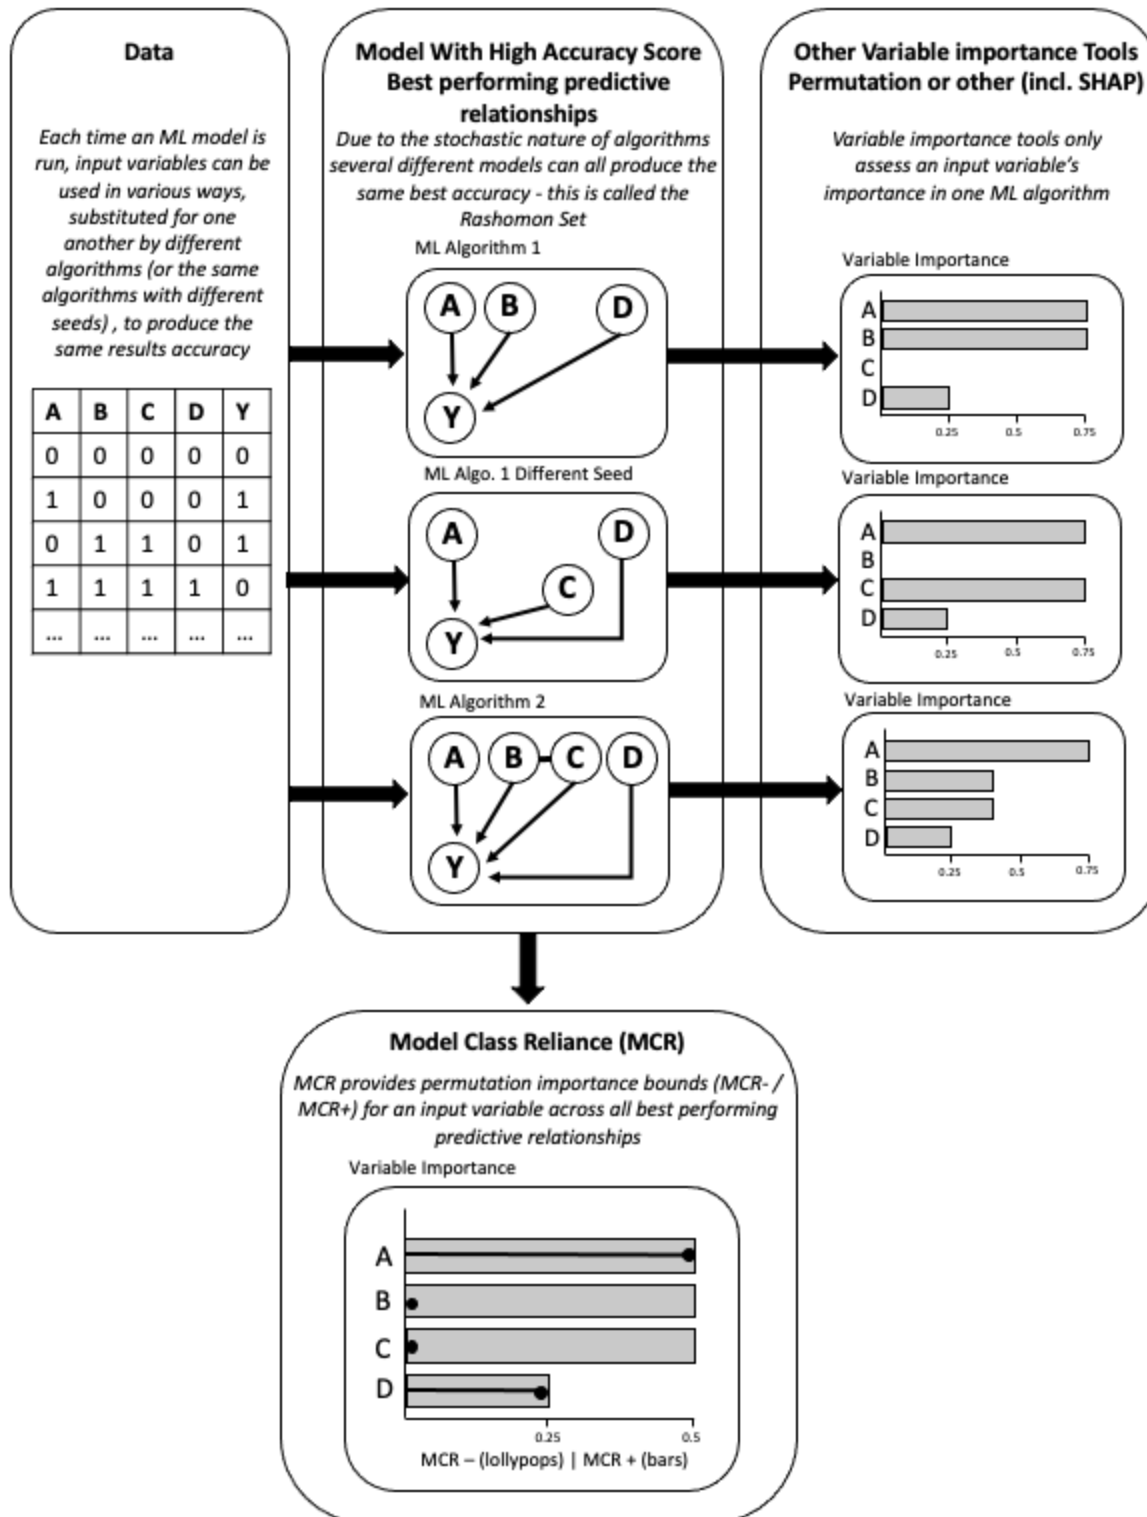 Data
Each time an ML model is
run, input variables can be
used in various ways,
substituted for one
another by different
algorithms (or the same
algorithms with different
seeds) , to produce the
same results accuracy
A B C D Y
0 0 0 0 0
1 0 0 0 1
0 1 1 0 1
1 1 1 1 0
... ... ... ... ...
Model With High Accuracy Score
Best performing predictive
relationships
Due to the stochastic nature of algorithms
several different models can all produce the
same best accuracy - this is called the
Rashomon Set
ML Algorithm 1
A B D
Y
ML Algo. 1 Different Seed
A D
C
Y
ML Algorithm 2
A B C D
Y
Other Variable importance Tools
Permutation or other (incl. SHAP)
Variable importance tools only
assess an input variable's
importance in one ML algorithm
Variable Importance
A
B
C
D
0.25 0.5 0.75
Variable Importance
A
B
C
D
0.25 0.5 0.75
Variable Importance
A
B
C
D
0.25 0.5 0.75
Model Class Reliance (MCR)
MCR provides permutation importance bounds (MCR- /
MCR+) for an input variable across all best performing
predictive relationships
Variable Importance
A
B
C
D
0.25 0.5
MCR – (lollypops) | MCR + (bars)